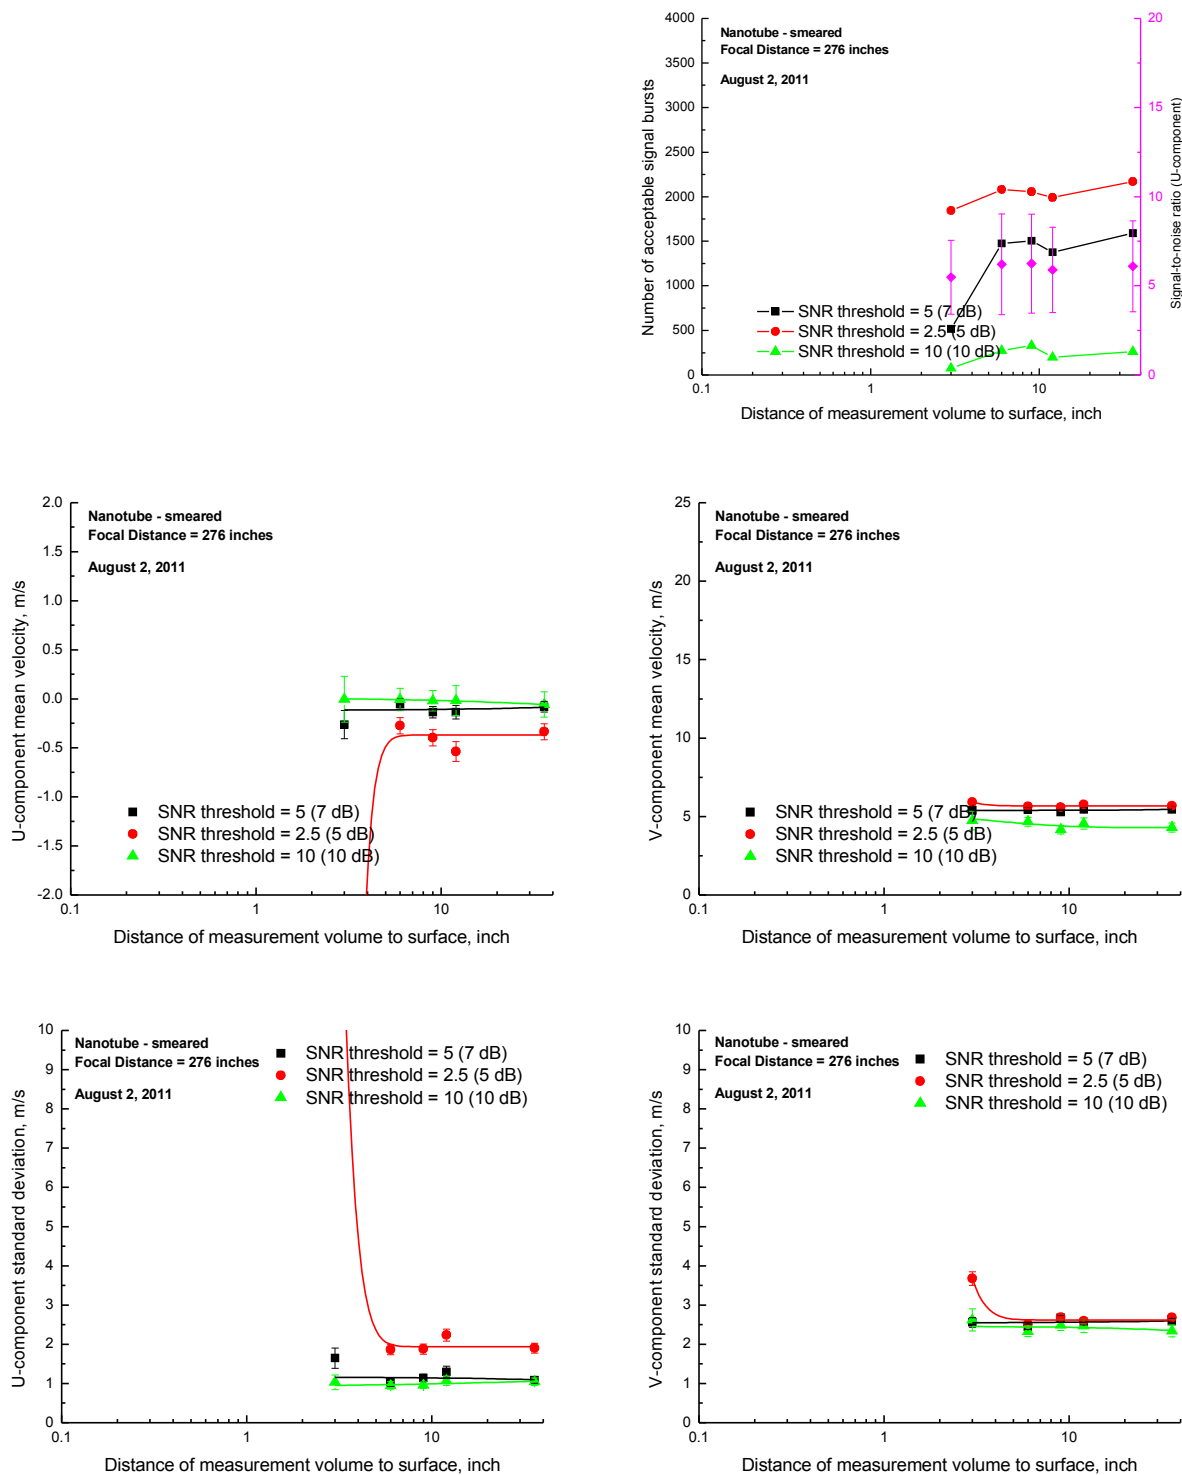 Nanotube - smeared
Focal Distance = 276 inches
August 2, 2011
4000
3500
3000
2500
2000
1500
1000
500
0
20
15
10
5
0
Number of acceptable signal bursts
Signal-to-noise ratio (U-component)
SNR threshold = 5 (7 dB)
SNR threshold = 2.5 (5 dB)
SNR threshold = 10 (10 dB)
0.1
1
10
Distance of measurement volume to surface, inch
Nanotube - smeared
Focal Distance = 276 inches
August 2, 2011
2.0
1.5
1.0
0.5
0.0
-0.5
-1.0
-1.5
-2.0
U-component mean velocity, m/s
SNR threshold = 5 (7 dB)
SNR threshold = 2.5 (5 dB)
SNR threshold = 10 (10 dB)
0.1
1
10
Distance of measurement volume to surface, inch
Nanotube - smeared
Focal Distance = 276 inches
August 2, 2011
25
20
15
10
5
0
V-component mean velocity, m/s
SNR threshold = 5 (7 dB)
SNR threshold = 2.5 (5 dB)
SNR threshold = 10 (10 dB)
0.1
1
10
Distance of measurement volume to surface, inch
Nanotube - smeared
Focal Distance = 276 inches
August 2, 2011
SNR threshold = 5 (7 dB)
SNR threshold = 2.5 (5 dB)
SNR threshold = 10 (10 dB)
10
9
8
7
6
5
4
3
2
1
0
U-component standard deviation, m/s
0.1
1
10
Distance of measurement volume to surface, inch
Nanotube - smeared
Focal Distance = 276 inches
August 2, 2011
SNR threshold = 5 (7 dB)
SNR threshold = 2.5 (5 dB)
SNR threshold = 10 (10 dB)
10
9
8
7
6
5
4
3
2
1
0
V-component standard deviation, m/s
0.1
1
10
Distance of measurement volume to surface, inch